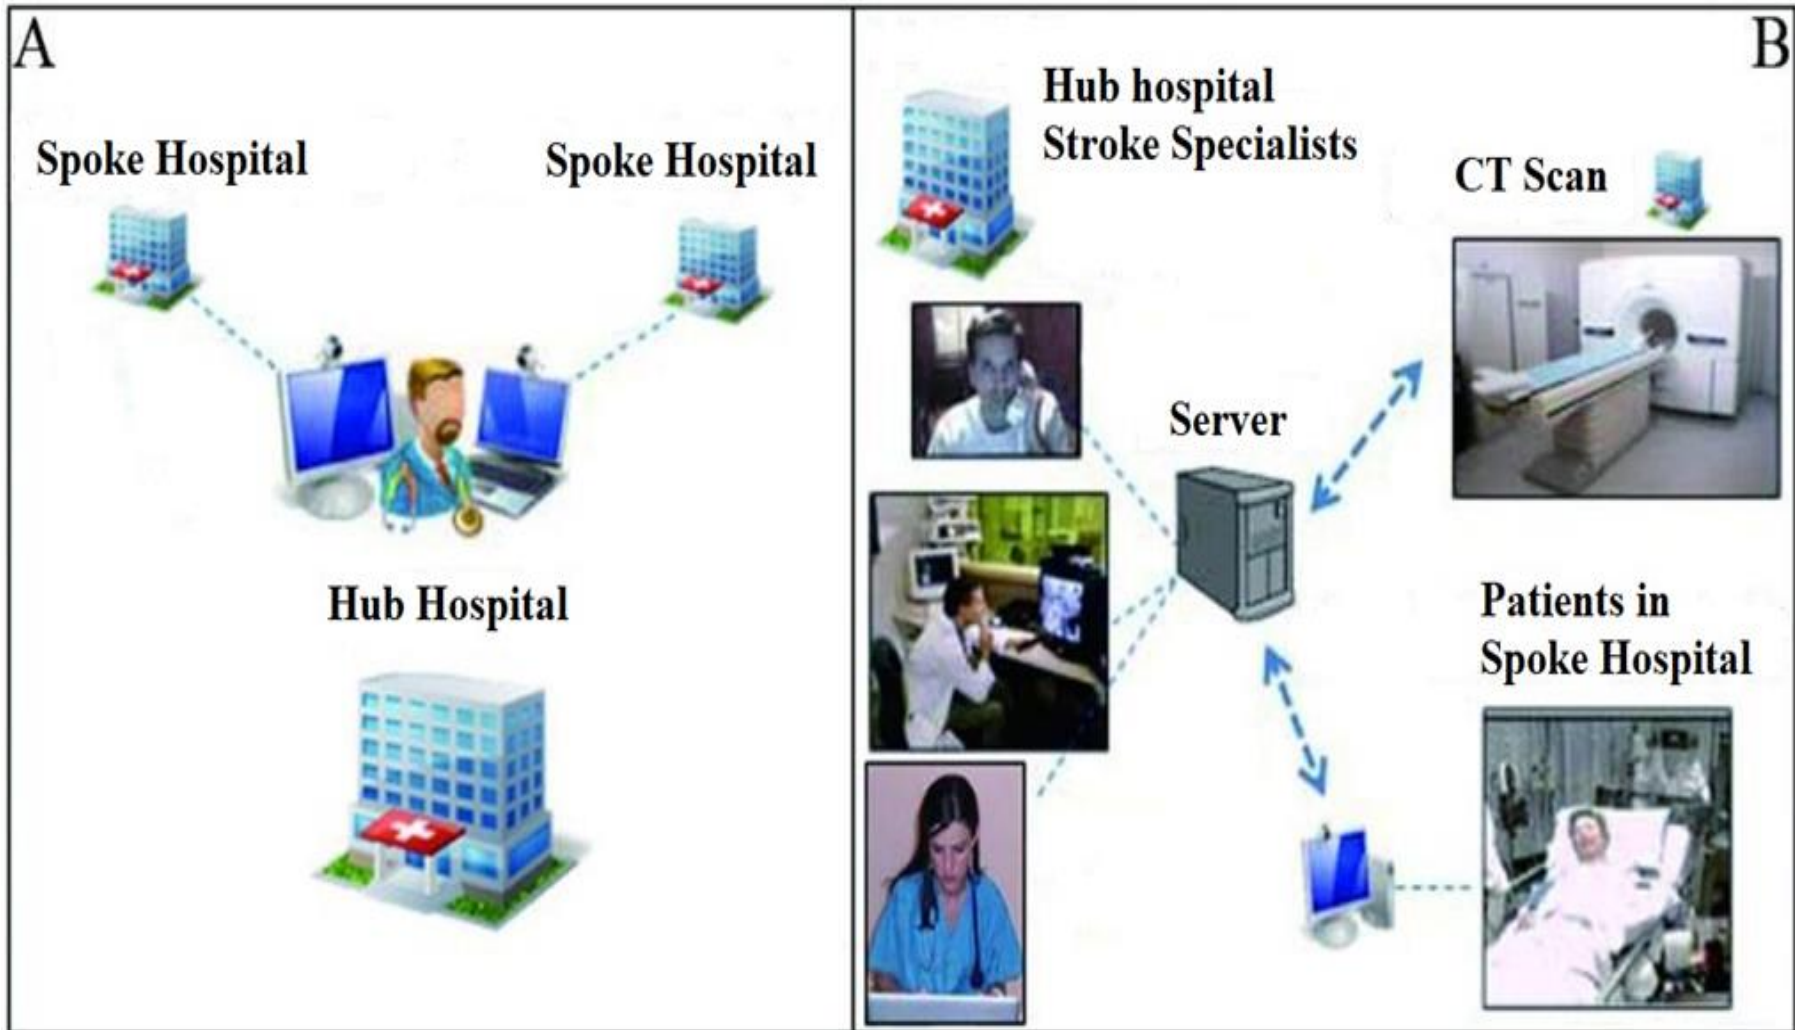 A
Spoke Hospital
Spoke Hospital
Hub Hospital
B
Hub hospital
Stroke Specialists
CT Scan
Server
Patients in
Spoke Hospital